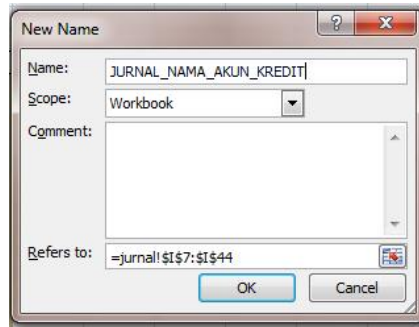 New Name
Name: JURNAL_NAMA_AKUN_KREDIT
Scope: Workbook
Comment:
Refers to: =jurnal!$I$7:$I$44
OK Cancel